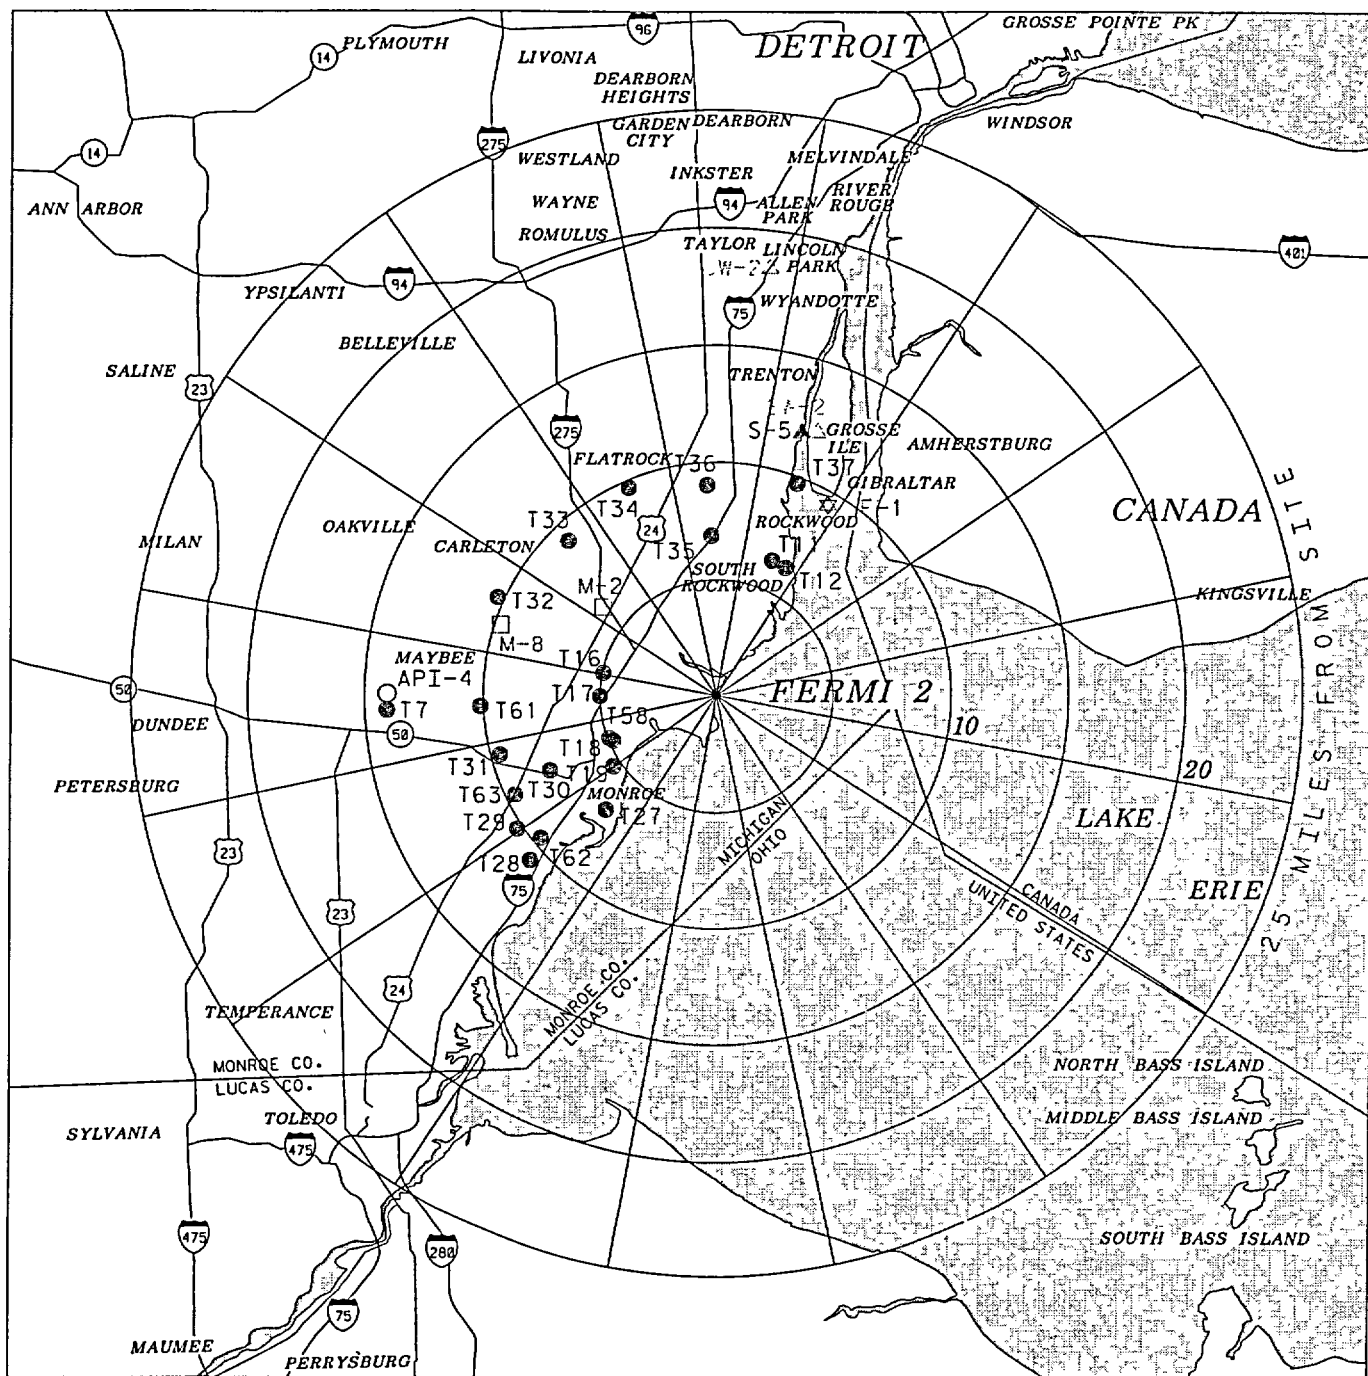 GROSSE POINTE PK
96
PLYMOUTH
14
LIVONIA
DETROIT
DEARBORN
HEIGHTS
GARDEN
CITY
DEARBORN
WINDSOR
275
14
WESTLAND
MELVINDALE
INKSTER
RIVER
ROUGE
ANN ARBOR
WAYNE
94
ALLEN
PARK
ROMULUS
TAYLOR
LINCOLN
PARK
401
94
YPSILANTI
WYANDOTTE
75
BELLEVILLE
SALINE
23
TRENTON
275
S-5
GROSSE
ILE
AMHERSTBURG
FLATROCK
T36
T37
GIBRALTAR
T34
CANADA
OAKVILLE
T33
24
ROCKWOOD
MILAN
CARLETON
T35
T11
SOUTH
ROCKWOOD
T12
M-2
T32
KINGSVILLE
M-8
MAYBEE
API-4
T16
50
T17
FERMI 2
T7
T61
T58
10
DUNDEE
50
T18
T31
T19
20
PETERSBURG
T30
T63
MONROE
T27
LAKE
T29
MICHIGAN
OHIO
23
T62
T28
75
ERIE
25 MILES FROM SITE
23
CANADA
UNITED STATES
24
TEMPERANCE
MONROE CO.
LUCAS CO.
MONROE CO.
LUCAS CO.
NORTH BASS ISLAND
TOLEDO
MIDDLE BASS ISLAND
SYLVANIA
475
475
280
SOUTH BASS ISLAND
75
MAUMEE
PERRYSBURG